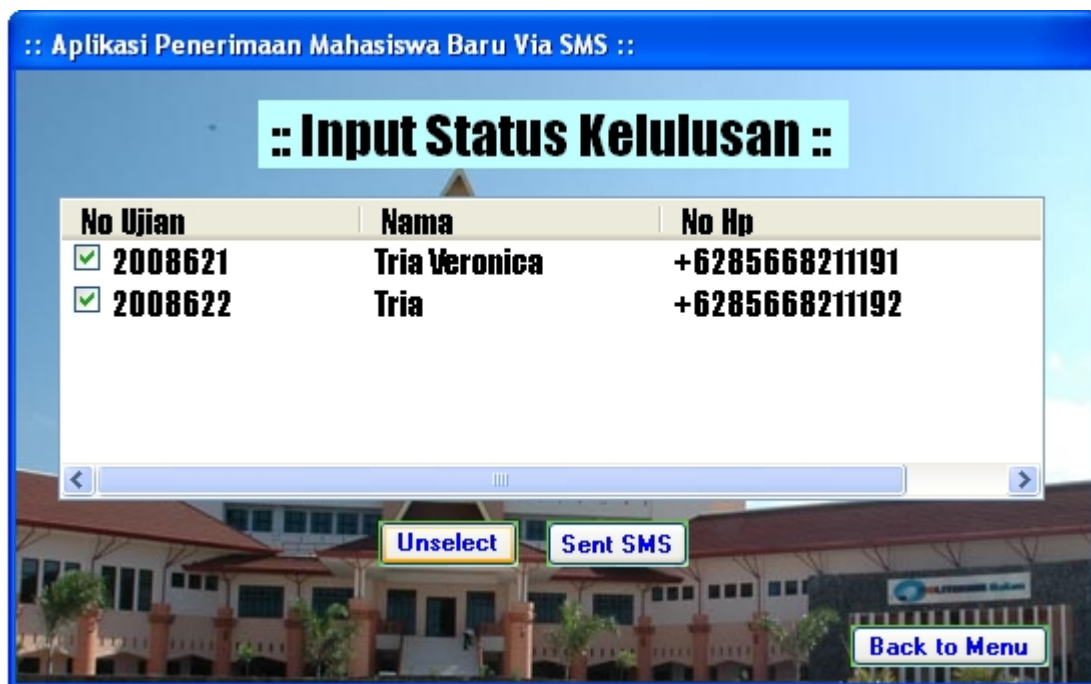 :: Aplikasi Penerimaan Mahasiswa Baru Via SMS ::
:: Input Status Kelulusan ::
No Ujian Nama No Hp
2008621 Tria Veronica +6285668211191
2008622 Tria +6285668211192
Unselect Sent SMS
Back to Menu